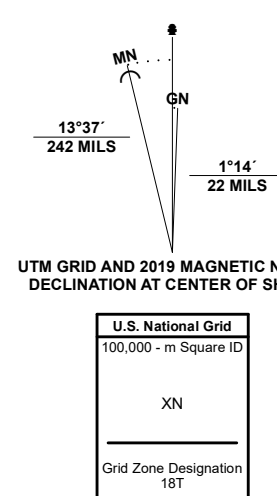 MN
GN
13°37´
242 MILS
1°14´
22 MILS
UTM GRID AND 2019 MAGNETIC N
DECLINATION AT CENTER OF SH
U.S. National Grid
100,000 - m Square ID
XN
Grid Zone Designation
18T